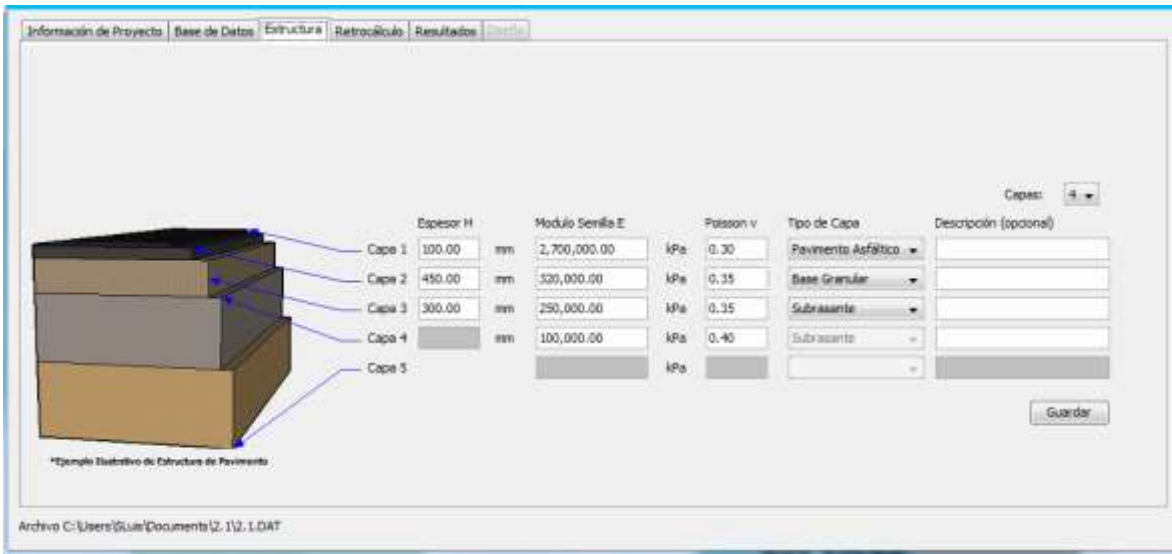 Información de Proyecto Base de Datos Estructura Retrocálculo Resultados
Capas: 4
Espesor H Modulo Semilla E Poisson v Tipo de Capa Descripción (opcional)
Capa 1 100.00 mm 2,700,000.00 kPa 0.30 Pavimento Asfáltico
Capa 2 450.00 mm 320,000.00 kPa 0.35 Base Granular
Capa 3 300.00 mm 250,000.00 kPa 0.35 Subrasante
Capa 4 mm 100,000.00 kPa 0.40 Subrasante
Capa 5 kPa
Guardar
*Ejemplo Ilustrativo de Estructura de Pavimento
Archivo C:\Users\GLuis\Documents\2.1\2.1.DAT